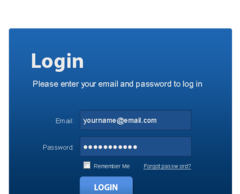 Login
Please enter your email and password to log in
Email: yourname@email.com
Password: ●●●●●●●●●●●
Remember Me Forgot password?
LOGIN